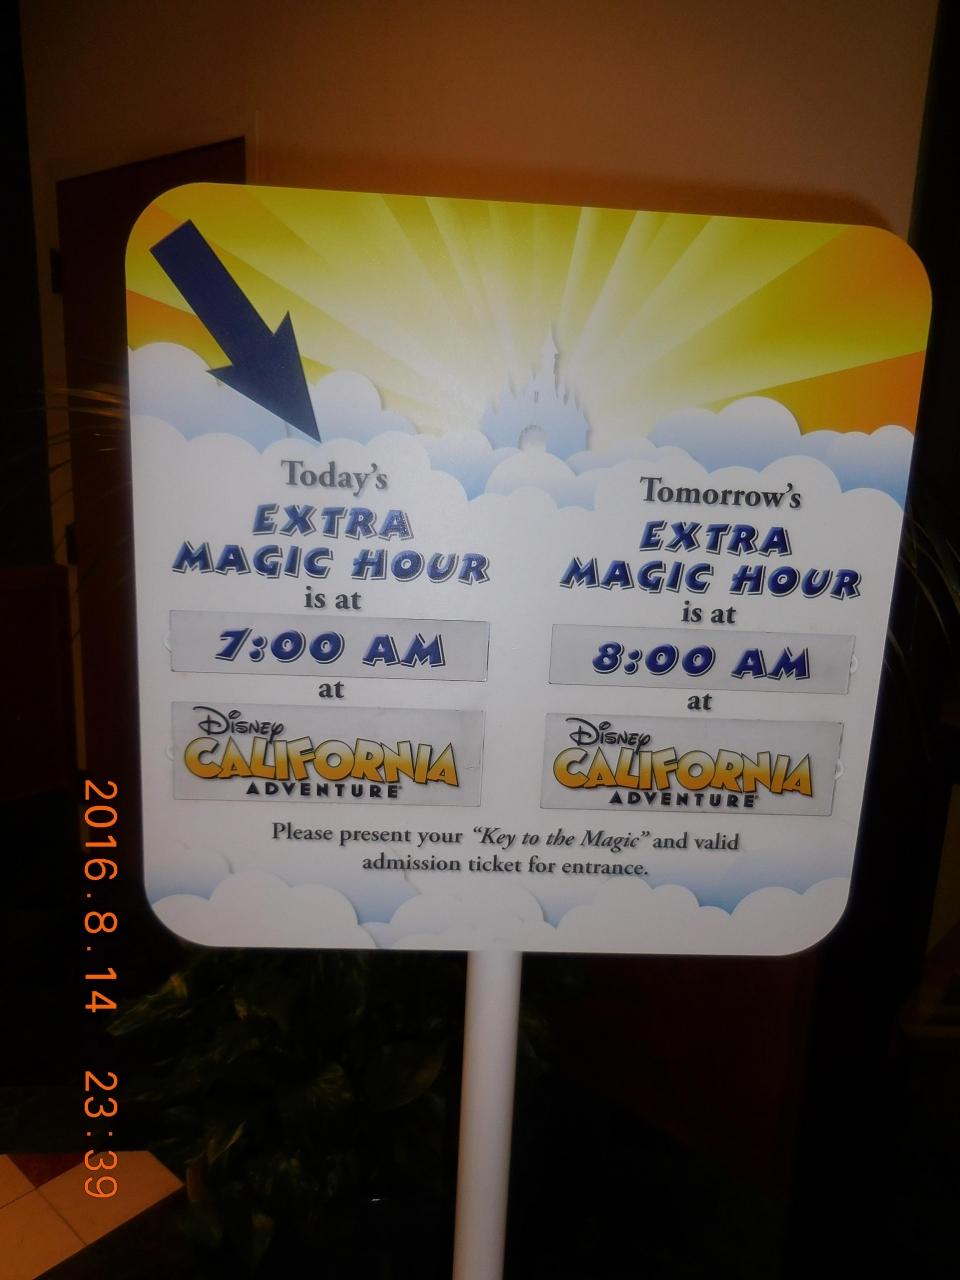 Today's
EXTRA
MAGIC HOUR
is at
7:00 AM
at
Disney
CALIFORNIA
ADVENTURE
Tomorrow's
EXTRA
MAGIC HOUR
is at
8:00 AM
at
Disney
CALIFORNIA
ADVENTURE
Please present your "Key to the Magic" and valid
admission ticket for entrance.
2016.8.14 23:39